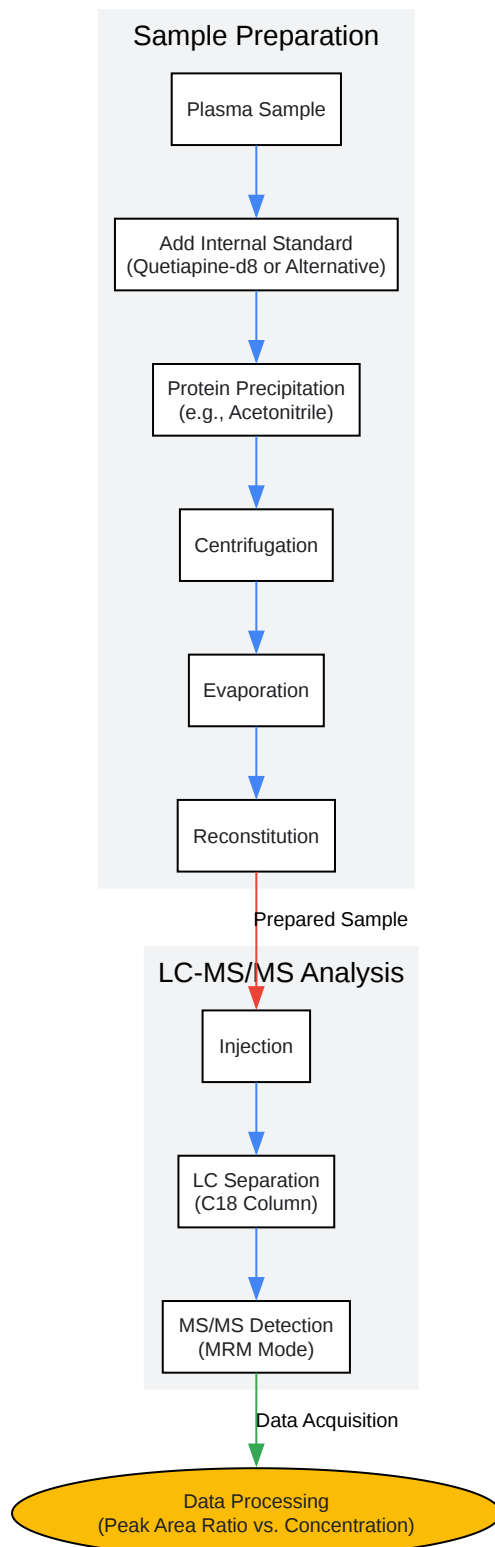 Sample Preparation
Plasma Sample
Add Internal Standard
(Quetiapine-d8 or Alternative)
Protein Precipitation
(e.g., Acetonitrile)
Centrifugation
Evaporation
Reconstitution
Prepared Sample
LC-MS/MS Analysis
Injection
LC Separation
(C18 Column)
MS/MS Detection
(MRM Mode)
Data Acquisition
Data Processing
(Peak Area Ratio vs. Concentration)